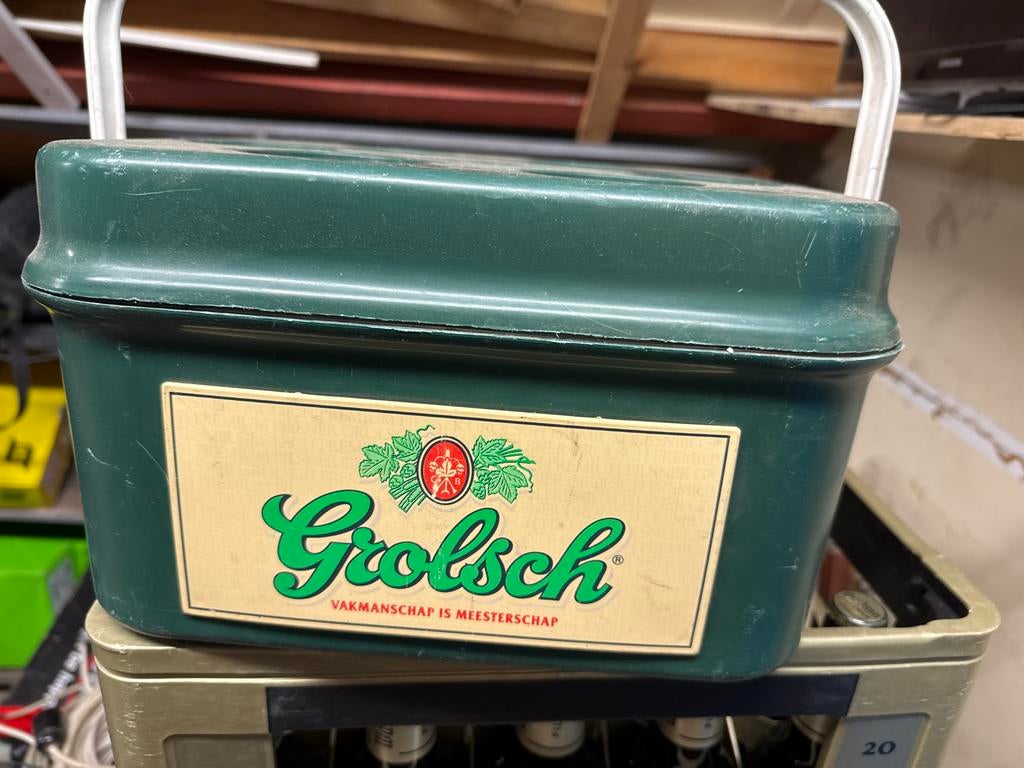 Grolsch®
VAKMANSCHAP IS MEESTERSCHAP
20